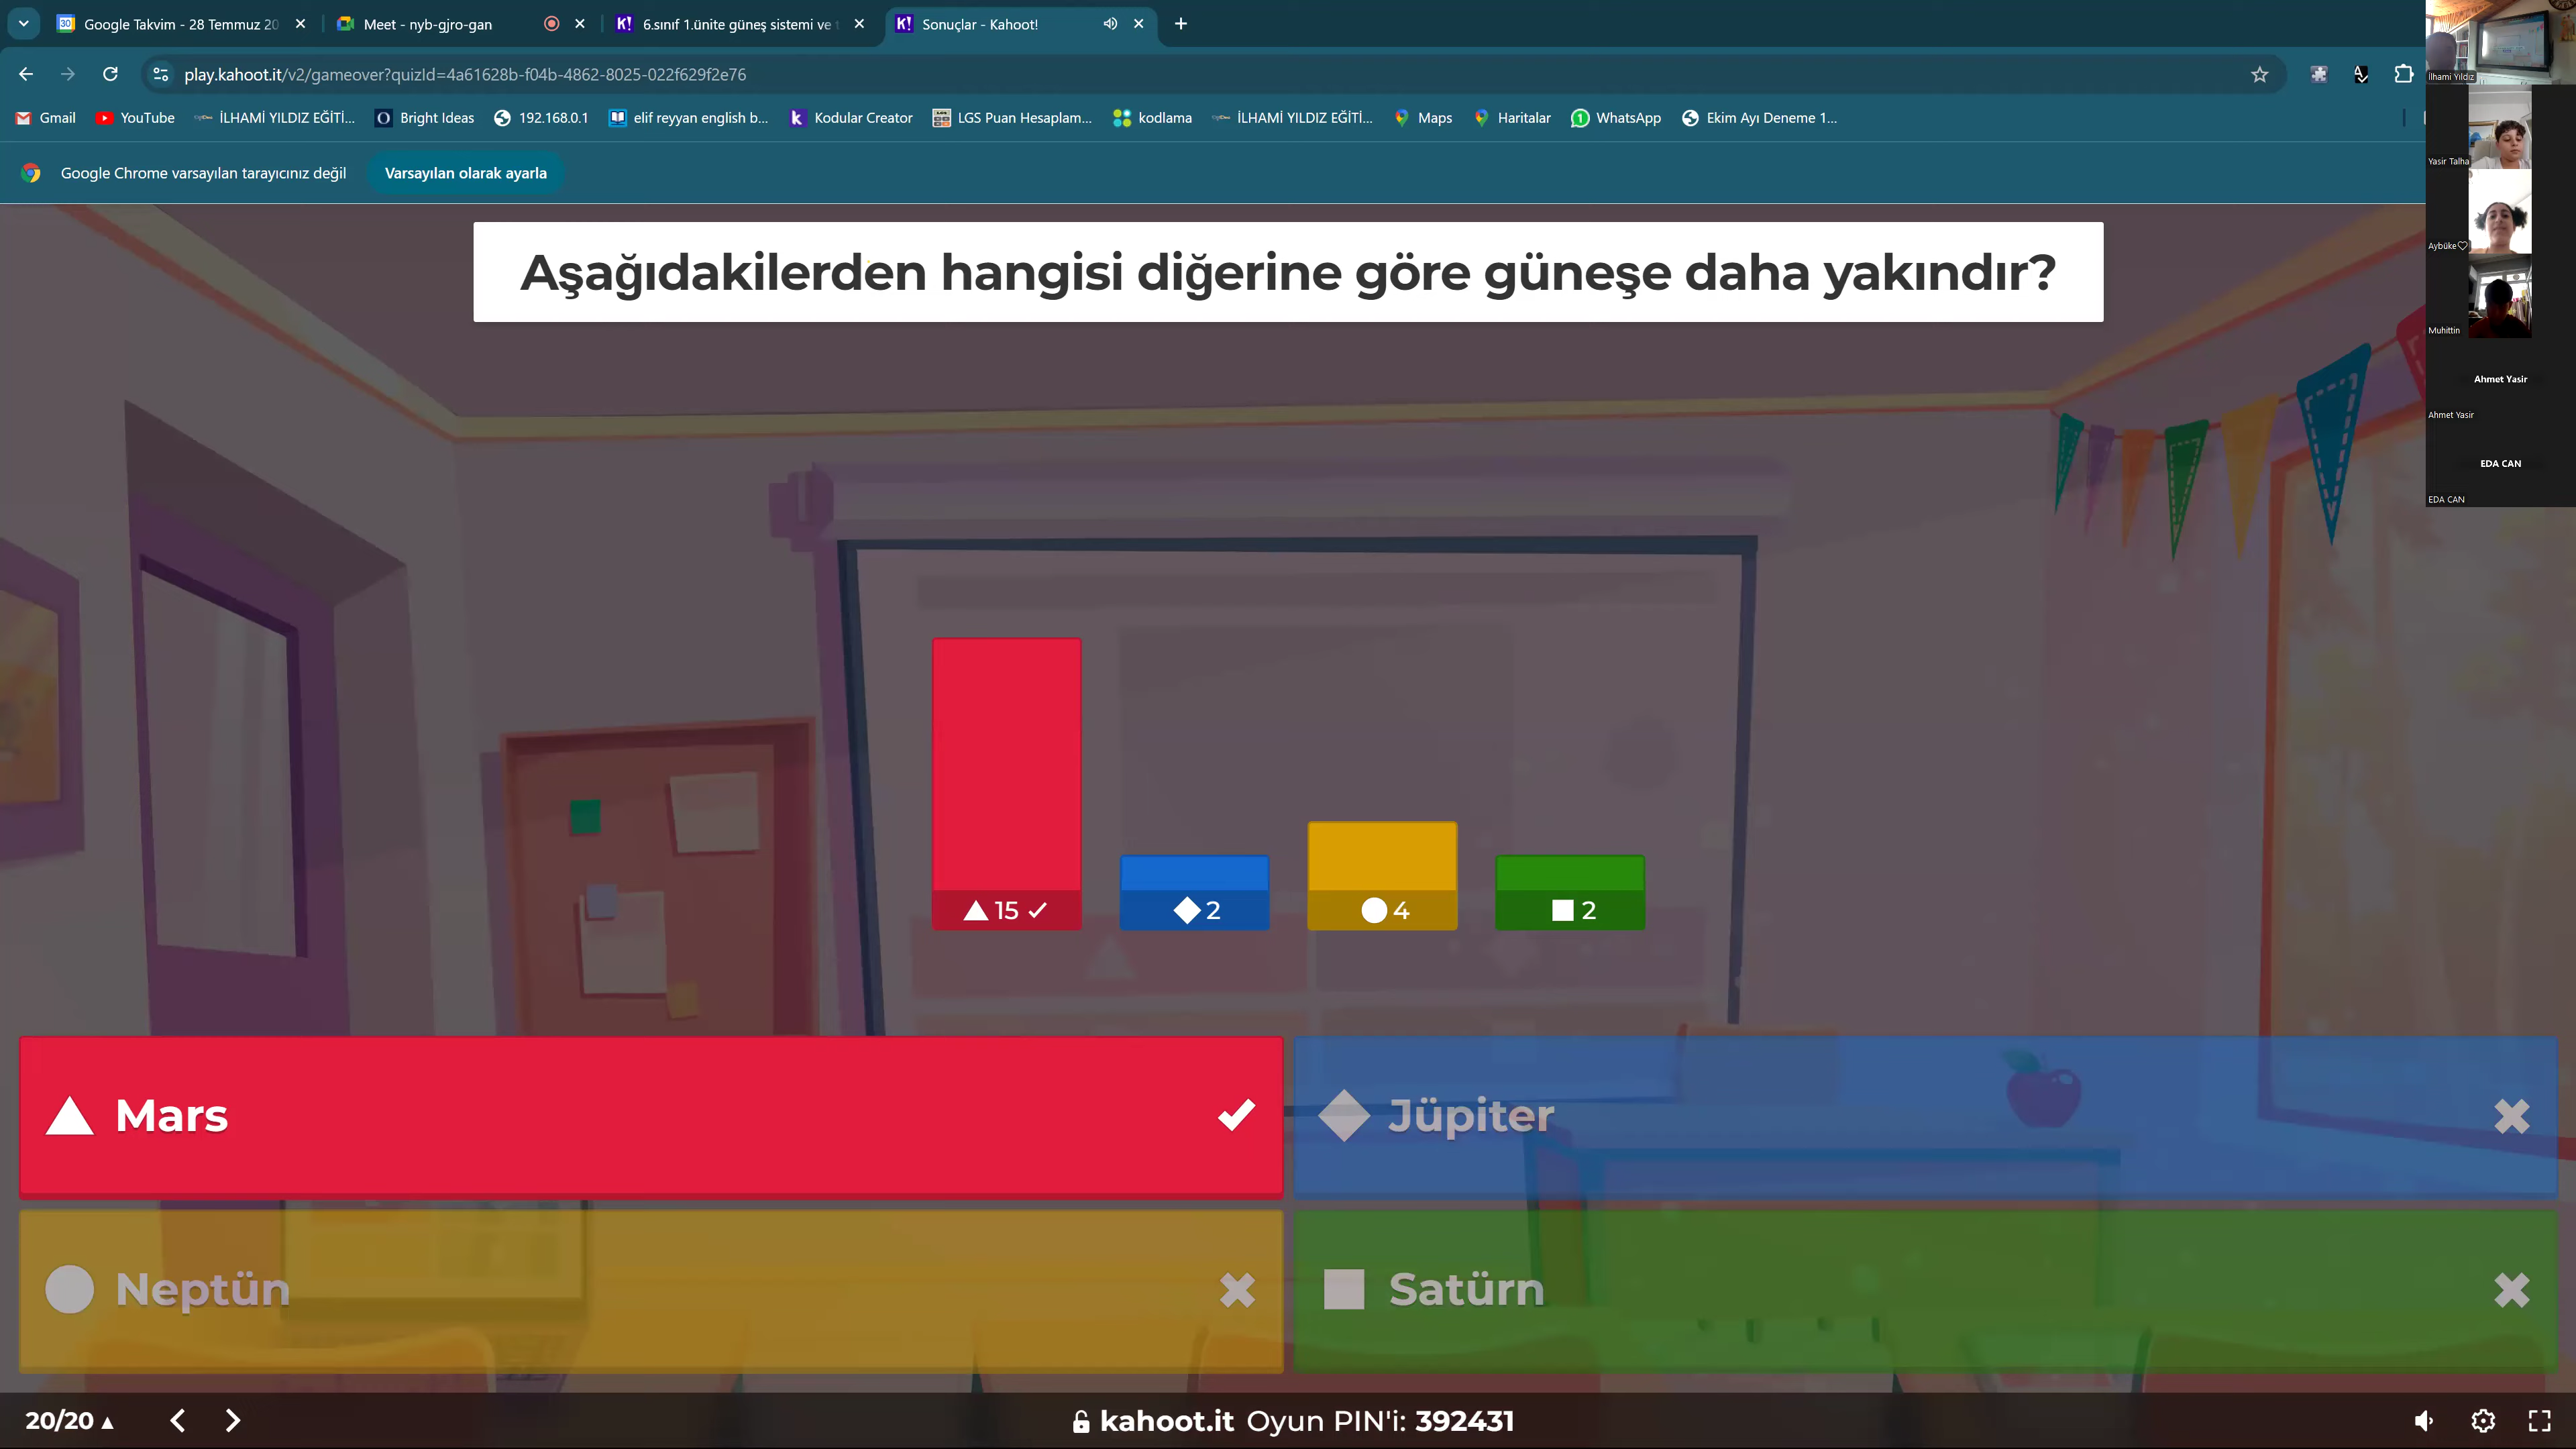 Google Takvim - 28 Temmuz 20
Meet - nyb-gjro-gan
6.sınıf 1.ünite güneş sistemi ve t
Sonuçlar - Kahoot!
play.kahoot.it/v2/gameover?quizId=4a61628b-f04b-4862-8025-022f629f2e76
Gmail
YouTube
İLHAMİ YILDIZ EĞİTİ...
Bright Ideas
192.168.0.1
elif reyyan english b...
Kodular Creator
LGS Puan Hesaplam...
kodlama
İLHAMİ YILDIZ EĞİTİ...
Maps
Haritalar
WhatsApp
Ekim Ayı Deneme 1...
Google Chrome varsayılan tarayıcınız değil
Varsayılan olarak ayarla
İlhami Yıldız
Yasir Talha
Aybüke♡
Muhittin
Ahmet Yasir
Ahmet Yasir
EDA CAN
EDA CAN
Aşağıdakilerden hangisi diğerine göre güneşe daha yakındır?
15
2
4
2
Mars
Jüpiter
Neptün
Satürn
20/20
kahoot.it Oyun PIN'i: 392431